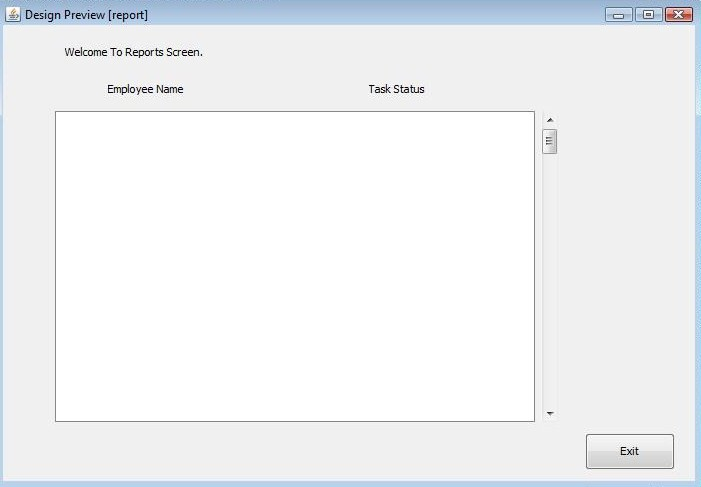 Design Preview [report]
Welcome To Reports Screen.
Employee Name Task Status
Exit